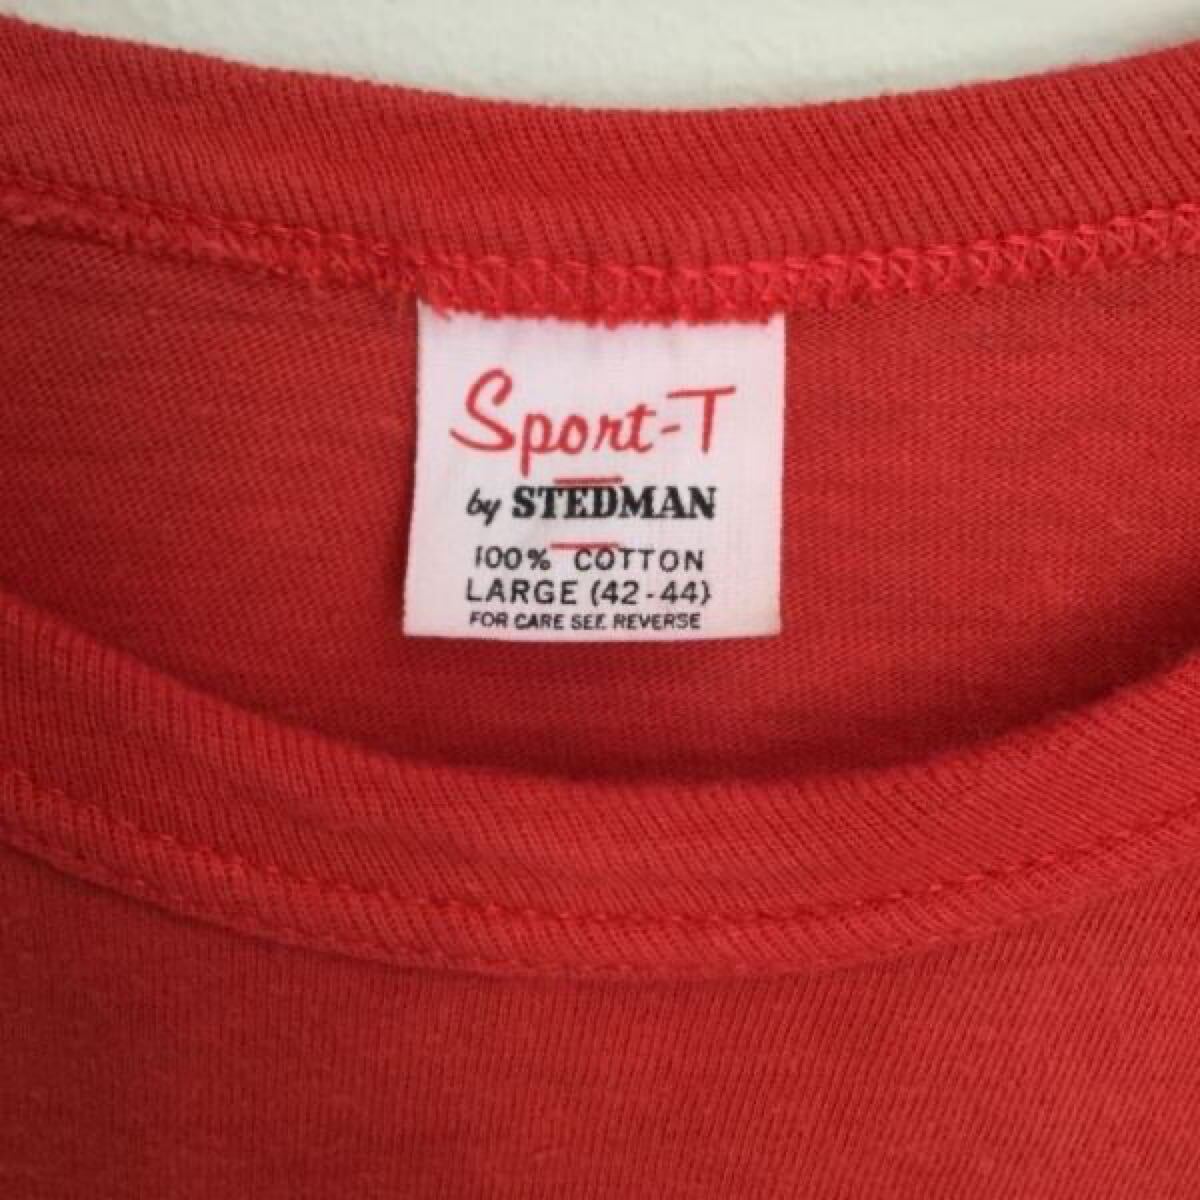 Sport-T
by STEDMAN
100% COTTON
LARGE (42-44)
FOR CARE SEE REVERSE